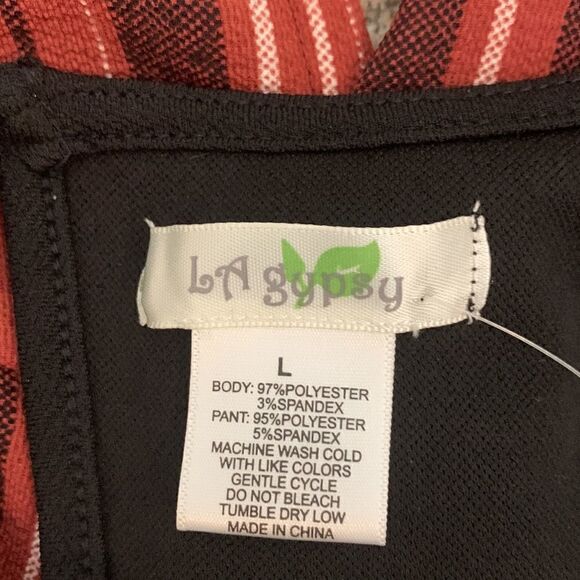 LA gypsy
L
BODY: 97%POLYESTER
3%SPANDEX
PANT: 95%POLYESTER
5%SPANDEX
MACHINE WASH COLD
WITH LIKE COLORS
GENTLE CYCLE
DO NOT BLEACH
TUMBLE DRY LOW
MADE IN CHINA